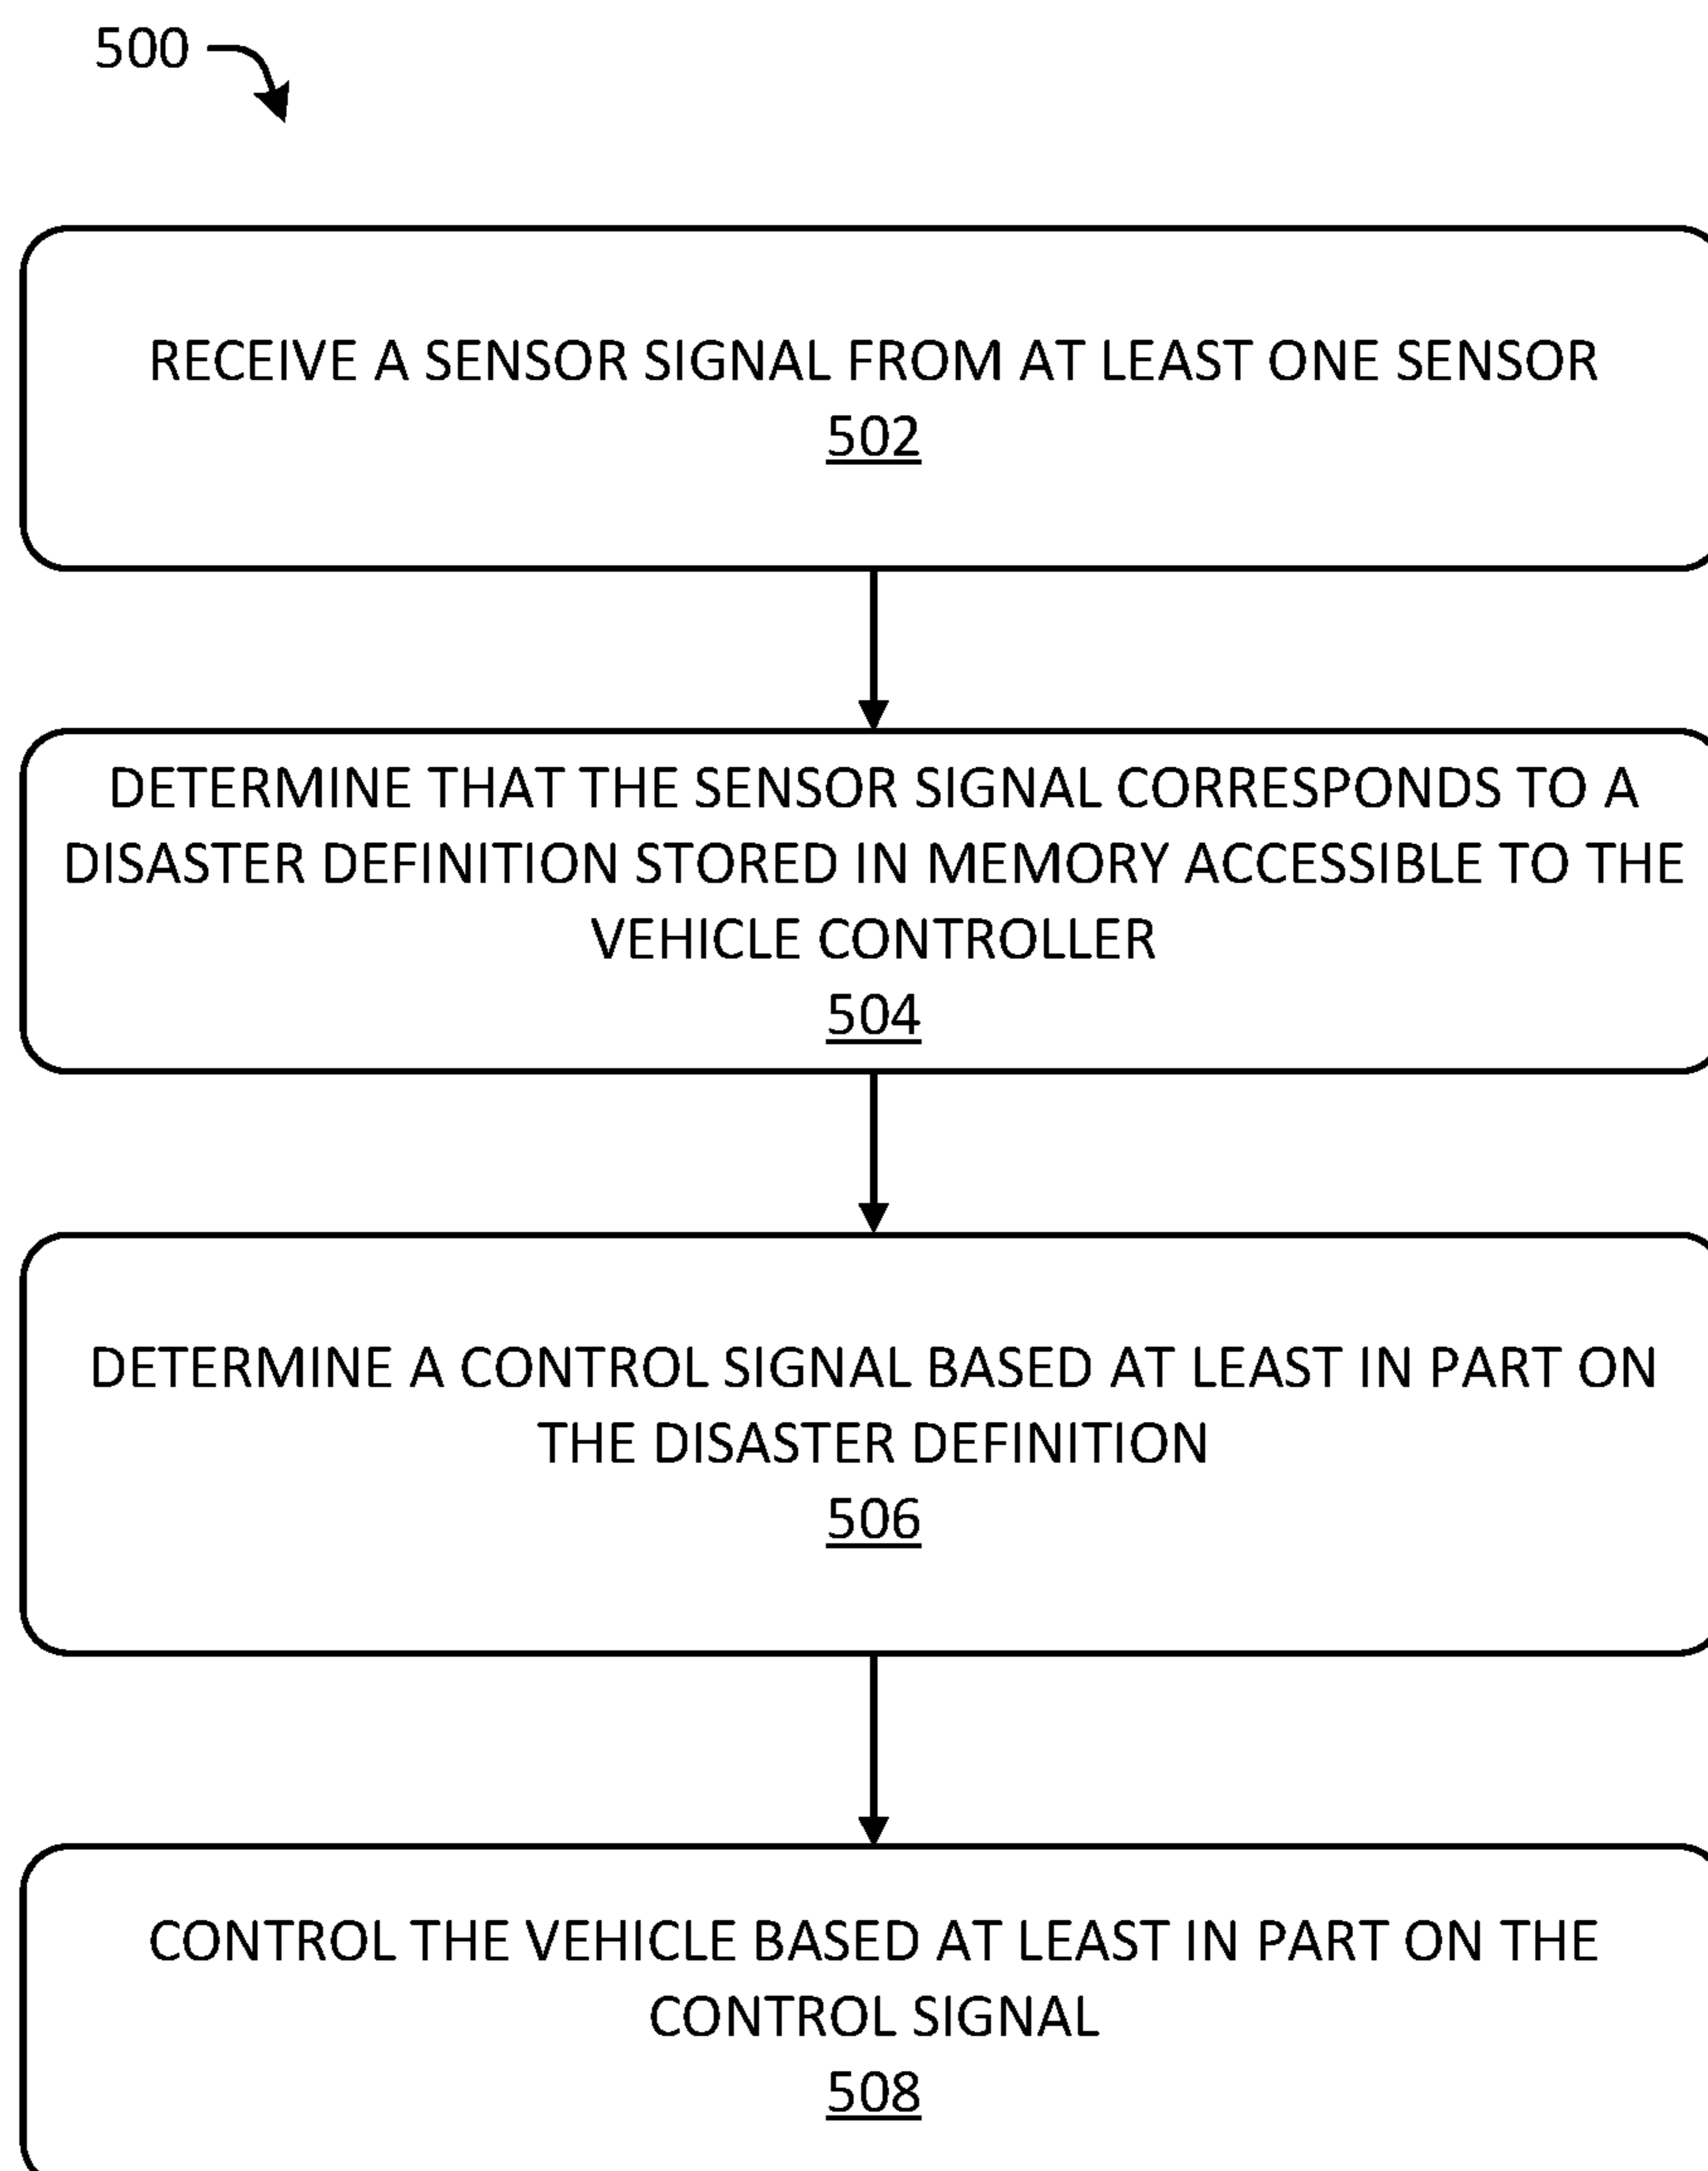 500
RECEIVE A SENSOR SIGNAL FROM AT LEAST ONE SENSOR
502
DETERMINE THAT THE SENSOR SIGNAL CORRESPONDS TO A
DISASTER DEFINITION STORED IN MEMORY ACCESSIBLE TO THE
VEHICLE CONTROLLER
504
DETERMINE A CONTROL SIGNAL BASED AT LEAST IN PART ON
THE DISASTER DEFINITION
506
CONTROL THE VEHICLE BASED AT LEAST IN PART ON THE
CONTROL SIGNAL
508